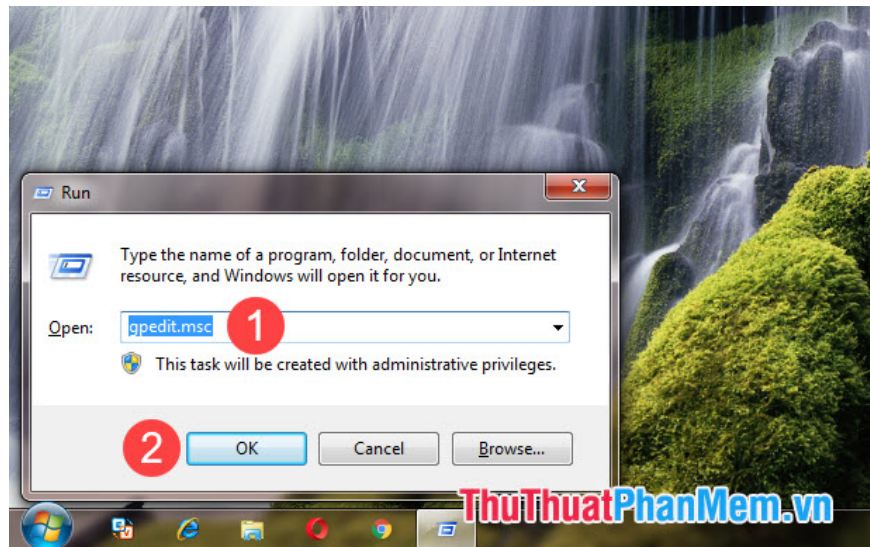 Run
Type the name of a program, folder, document, or Internet
resource, and Windows will open it for you.
Open: gpedit.msc 1
This task will be created with administrative privileges.
2 OK Cancel Browse...
ThuThuatPhanMem.vn